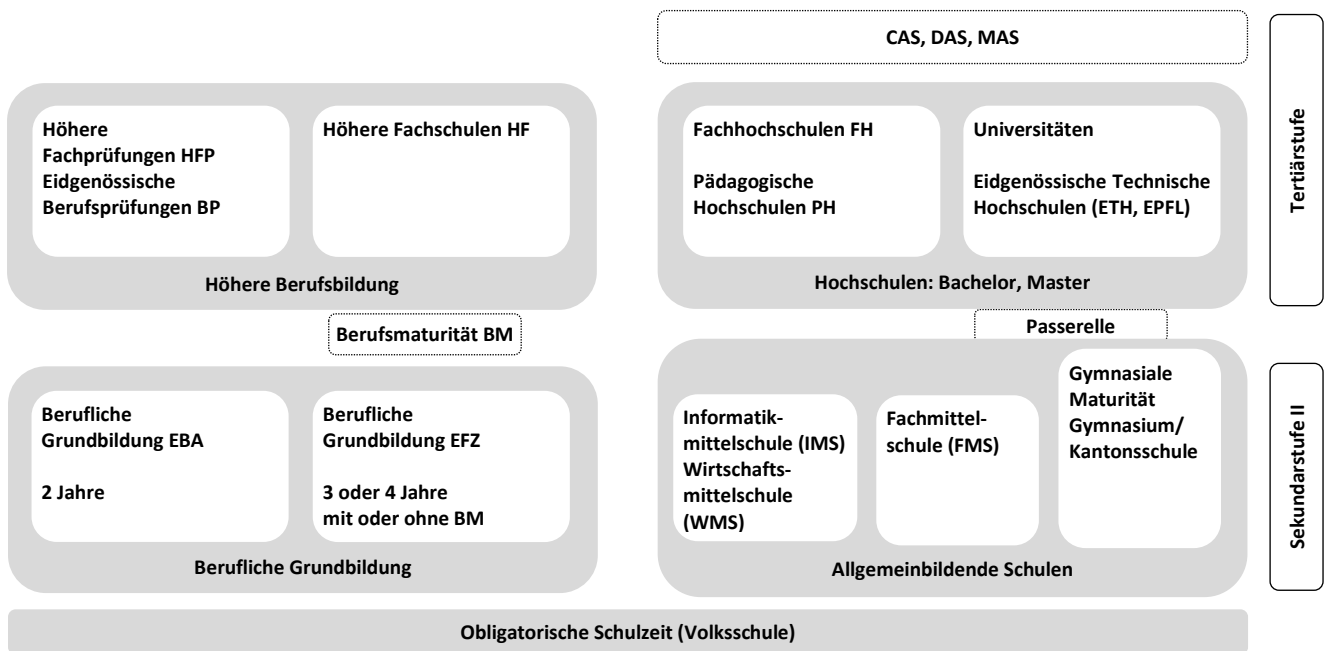 CAS, DAS, MAS
Höhere
Fachprüfungen HFP
Eidgenössische
Berufsprüfungen BP
Höhere Fachschulen HF
Höhere Berufsbildung
Fachhochschulen FH
Pädagogische
Hochschulen PH
Universitäten
Eidgenössische Technische
Hochschulen (ETH, EPFL)
Hochschulen: Bachelor, Master
Tertiärstufe
Berufsmaturität BM
Passerelle
Berufliche
Grundbildung EBA
2 Jahre
Berufliche
Grundbildung EFZ
3 oder 4 Jahre
mit oder ohne BM
Berufliche Grundbildung
Informatik-
mittelschule (IMS)
Wirtschafts-
mittelschule
(WMS)
Fachmittel-
schule (FMS)
Gymnasiale
Maturität
Gymnasium/
Kantonsschule
Allgemeinbildende Schulen
Sekundarstufe II
Obligatorische Schulzeit (Volksschule)